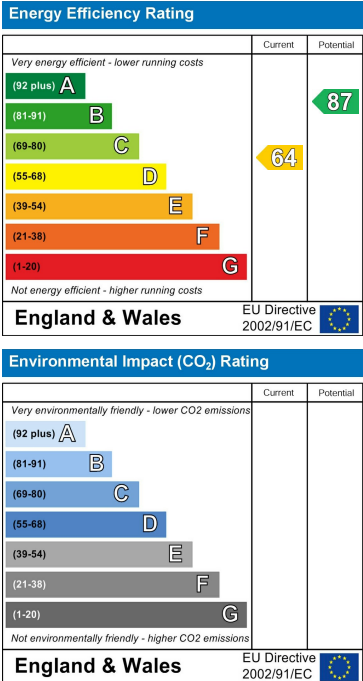 Energy Efficiency Rating
Current Potential
Very energy efficient - lower running costs
(92 plus) A
(81-91) B
(69-80) C
(55-68) D
(39-54) E
(21-38) F
(1-20) G
87
64
Not energy efficient - higher running costs
England & Wales
EU Directive
2002/91/EC
Environmental Impact (CO₂) Rating
Current Potential
Very environmentally friendly - lower CO2 emissions
(92 plus) A
(81-91) B
(69-80) C
(55-68) D
(39-54) E
(21-38) F
(1-20) G
Not environmentally friendly - higher CO2 emissions
England & Wales
EU Directive
2002/91/EC